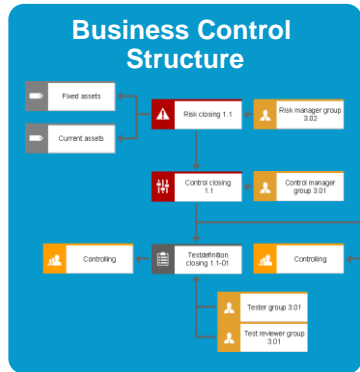 Business Control
Structure
Fixed assets
Risk closing 1.1
Risk manager group
3.02
Current assets
Control closing
1.1
Control manager
group 3.01
Controlling
Testdefinition
closing 1.1-01
Controlling
Tester group 3.01
Test reviewer group
3.01